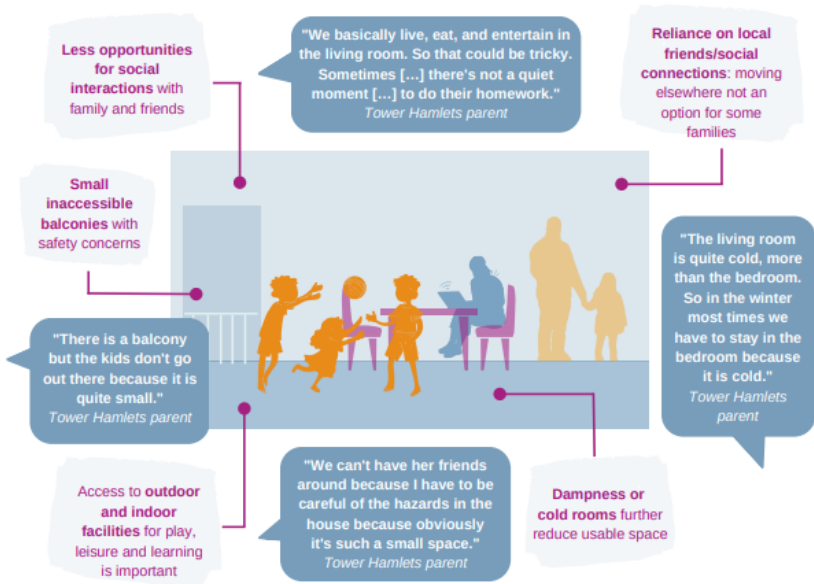 Less opportunities
for social
interactions with
family and friends
"We basically live, eat, and entertain in
the living room. So that could be tricky.
Sometimes [...] there's not a quiet
moment [...] to do their homework."
Tower Hamlets parent
Reliance on local
friends/social
connections: moving
elsewhere not an
option for some
families
Small
inaccessible
balconies with
safety concerns
"The living room
is quite cold, more
than the bedroom.
So in the winter
most times we
have to stay in the
bedroom because
it is cold."
Tower Hamlets
parent
"There is a balcony
but the kids don't go
out there because it is
quite small."
Tower Hamlets parent
Access to outdoor
and indoor
facilities for play,
leisure and learning
is important
"We can't have her friends
around because I have to be
careful of the hazards in the
house because obviously
it's such a small space."
Tower Hamlets parent
Dampness or
cold rooms further
reduce usable space